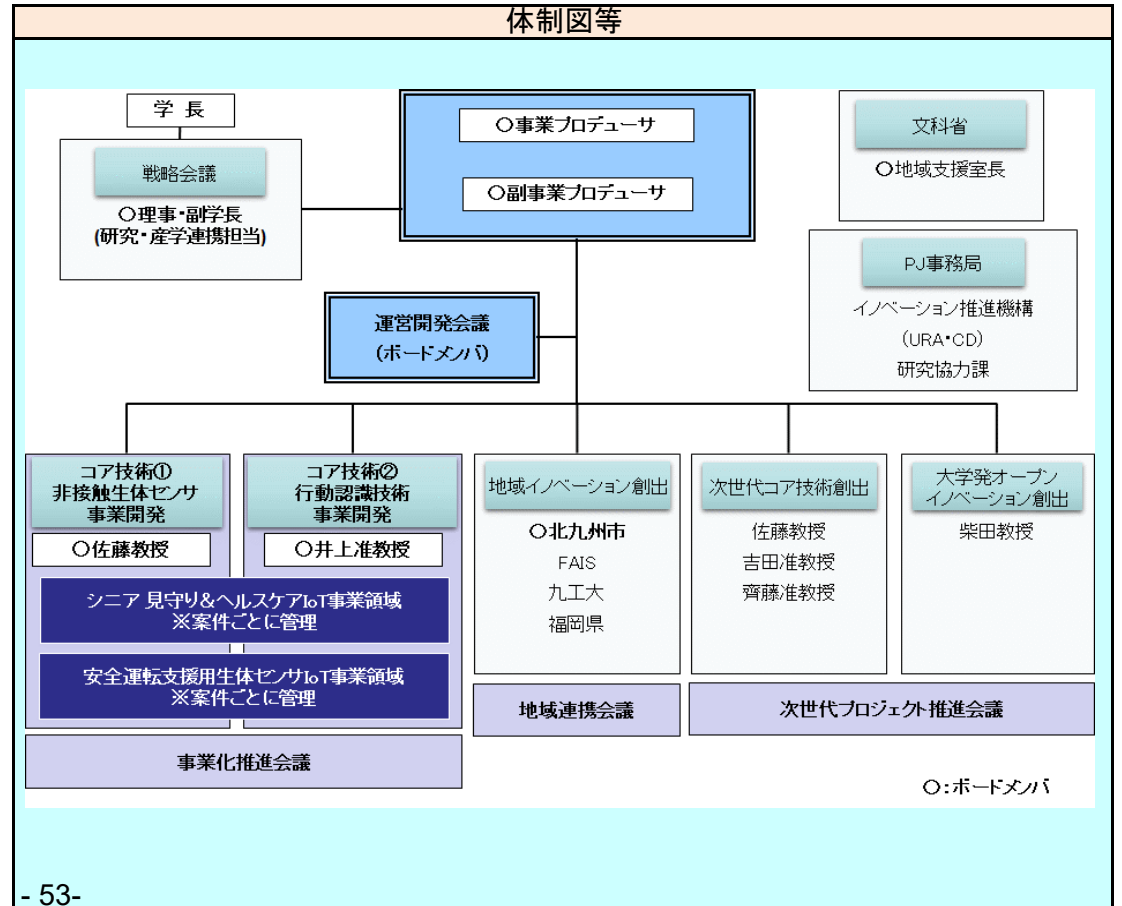 体制図等
学 長
戦略会議
○理事・副学長
(研究・産学連携担当)
○事業プロデューサ
○副事業プロデューサ
文科省
○地域支援室長
PJ事務局
イノベーション推進機構
(URA・CD)
研究協力課
運営開発会議
(ボードメンバ)
コア技術①
非接触生体センサ
事業開発
○佐藤教授
コア技術②
行動認識技術
事業開発
○井上准教授
シニア 見守り&ヘルスケアIoT事業領域
※案件ごとに管理
安全運転支援用生体センサIoT事業領域
※案件ごとに管理
事業化推進会議
地域イノベーション創出
○北九州市
FAIS
九工大
福岡県
地域連携会議
次世代コア技術創出
佐藤教授
吉田准教授
齊藤准教授
大学発オープン
イノベーション創出
柴田教授
次世代プロジェクト推進会議
○:ボードメンバ
- 53-